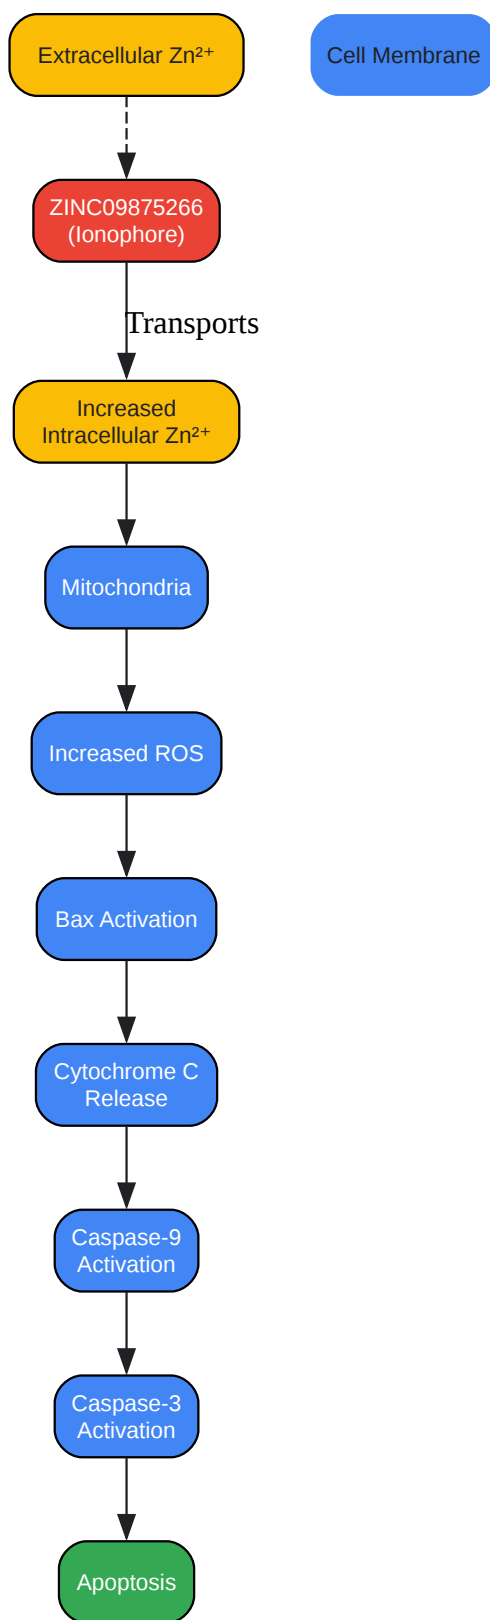 Extracellular Zn²⁺
Cell Membrane
ZINC09875266
(Ionophore)
Transports
Increased
Intracellular Zn²⁺
Mitochondria
Increased ROS
Bax Activation
Cytochrome C
Release
Caspase-9
Activation
Caspase-3
Activation
Apoptosis